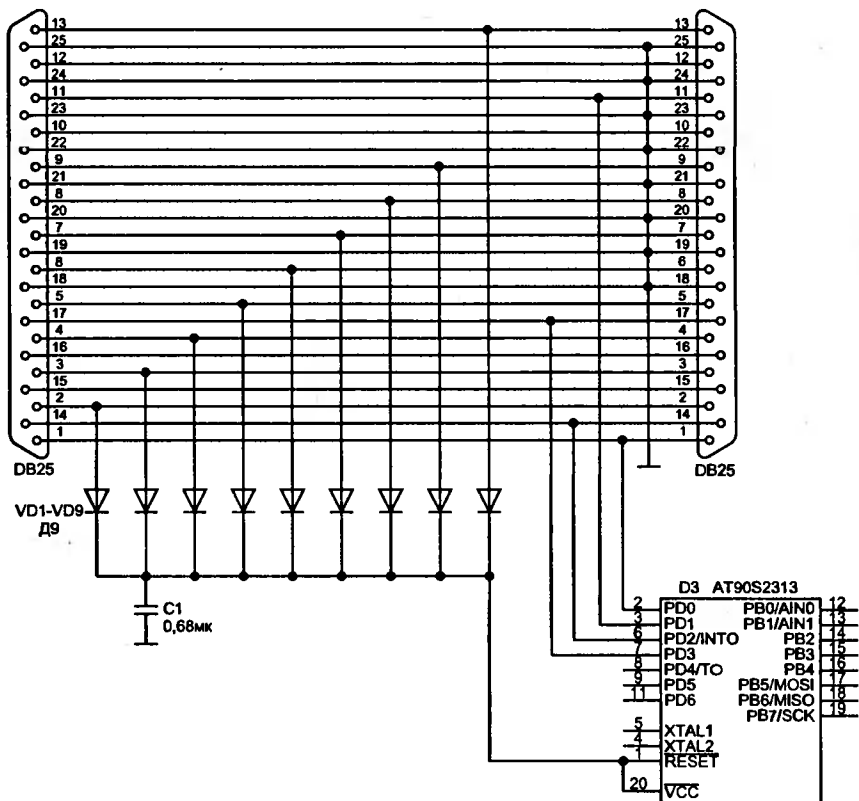 13 13
25 25
12 12
24 24
11 11
23 23
10 10
22 22
9 9
21 21
8 8
20 20
7 7
19 19
8 6
18 18
5 5
17 17
4 4
16 16
3 3
15 15
2 2
14 14
1 1
DB25 DB25
VD1-VD9
Д9
C1
0,68мк
D3 AT90S2313
2 PD0 PB0/AIN0 12
3 PD1 PB1/AIN1 13
6 PD2/INTO PB2 14
7 PD3 PB3 15
8 PD4/TO PB4 16
9 PD5 PB5/MOSI 17
11 PD6 PB6/MISO 18
PB7/SCK 19
5 XTAL1
4 XTAL2
1 RESET
20 VCC